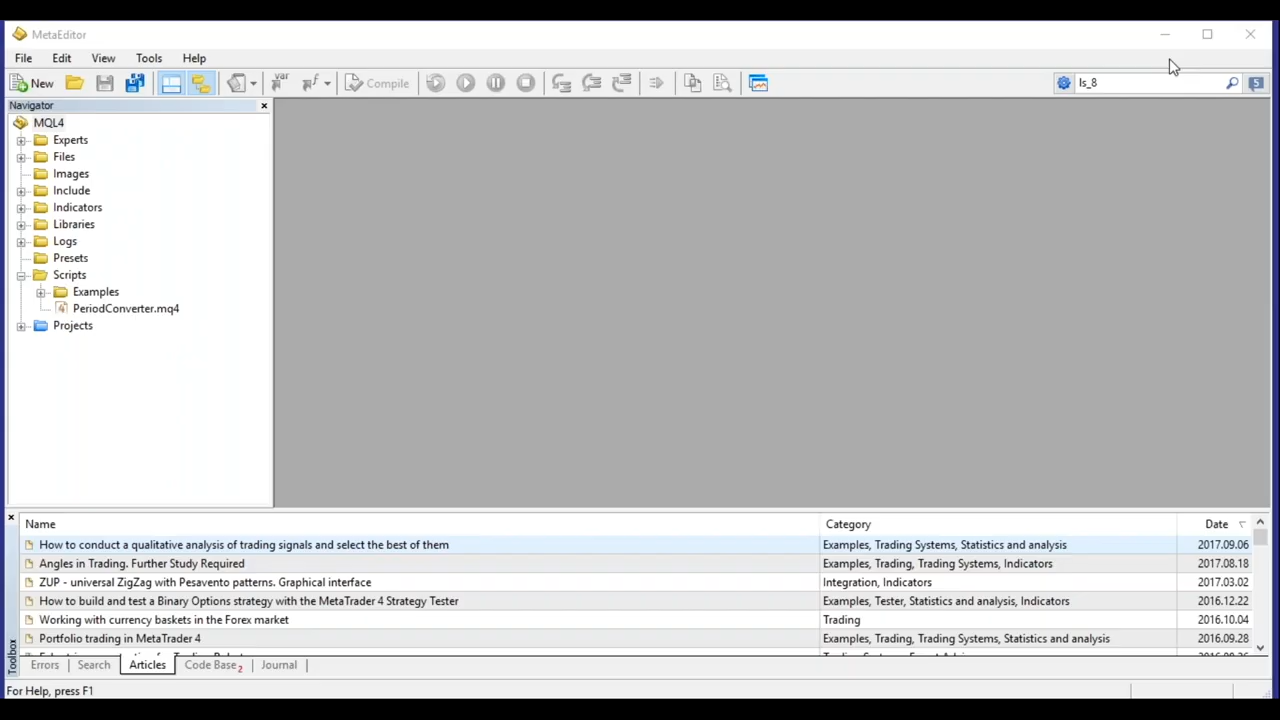 MetaEditor
File Edit View Tools Help
New Compile ls_8 5
Navigator
MQL4
Experts
Files
Images
Include
Indicators
Libraries
Logs
Presets
Scripts
Examples
PeriodConverter.mq4
Projects
Name Category Date
How to conduct a qualitative analysis of trading signals and select the best of them Examples, Trading Systems, Statistics and analysis 2017.09.06
Angles in Trading. Further Study Required Examples, Trading, Trading Systems, Indicators 2017.08.18
ZUP - universal ZigZag with Pesavento patterns. Graphical interface Integration, Indicators 2017.03.02
How to build and test a Binary Options strategy with the MetaTrader 4 Strategy Tester Examples, Tester, Statistics and analysis, Indicators 2016.12.22
Working with currency baskets in the Forex market Trading 2016.10.04
Portfolio trading in MetaTrader 4 Examples, Trading, Trading Systems, Statistics and analysis 2016.09.28
Toolbox
Errors Search Articles Code Base 2 Journal
For Help, press F1